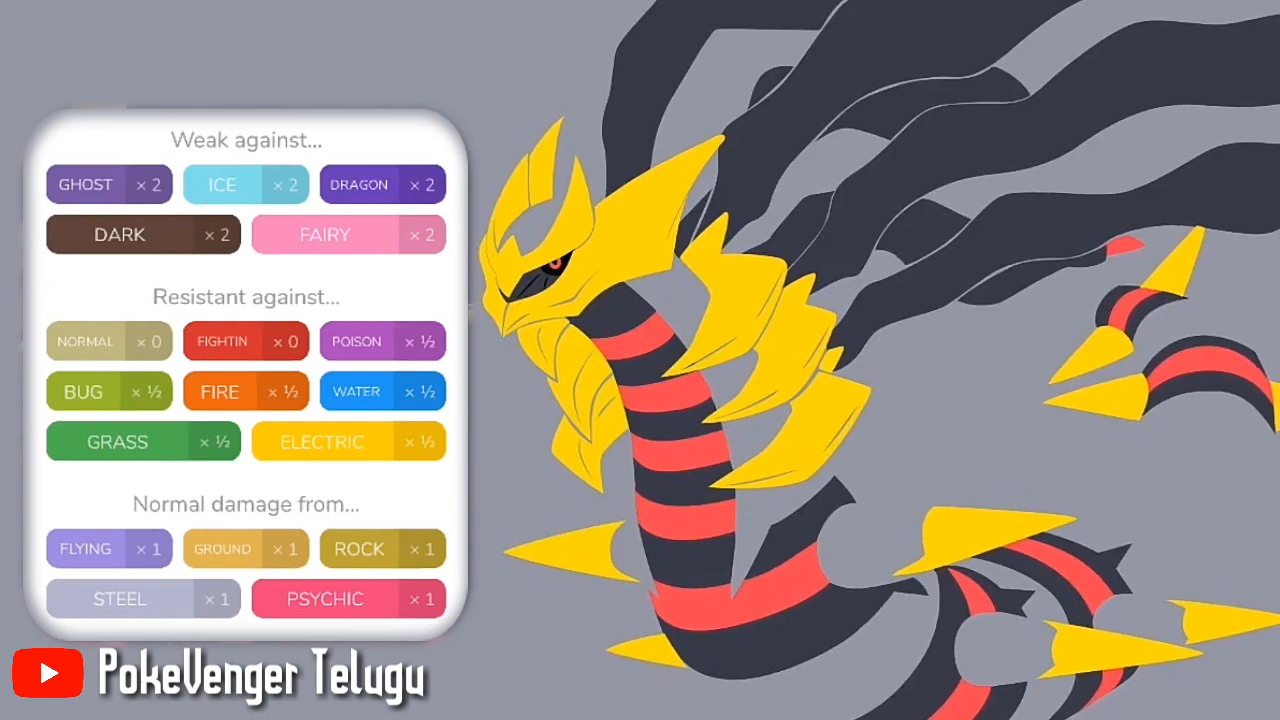 Weak against...
GHOST × 2 ICE × 2 DRAGON × 2
DARK × 2 FAIRY × 2
Resistant against...
NORMAL × 0 FIGHTIN × 0 POISON × ½
BUG × ½ FIRE × ½ WATER × ½
GRASS × ½ ELECTRIC × ½
Normal damage from...
FLYING × 1 GROUND × 1 ROCK × 1
STEEL × 1 PSYCHIC × 1
PokeVenger Telugu